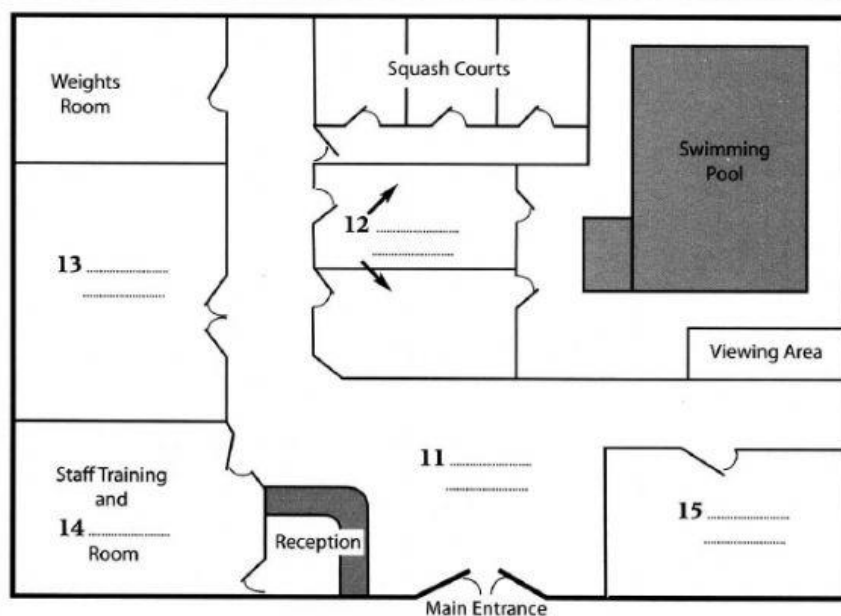 Weights
Room
Squash Courts
Swimming
Pool
12 ....................
....................
13 ....................
....................
Viewing Area
11 ....................
....................
Staff Training
and
14 ....................
Room
Reception
15 ....................
....................
Main Entrance